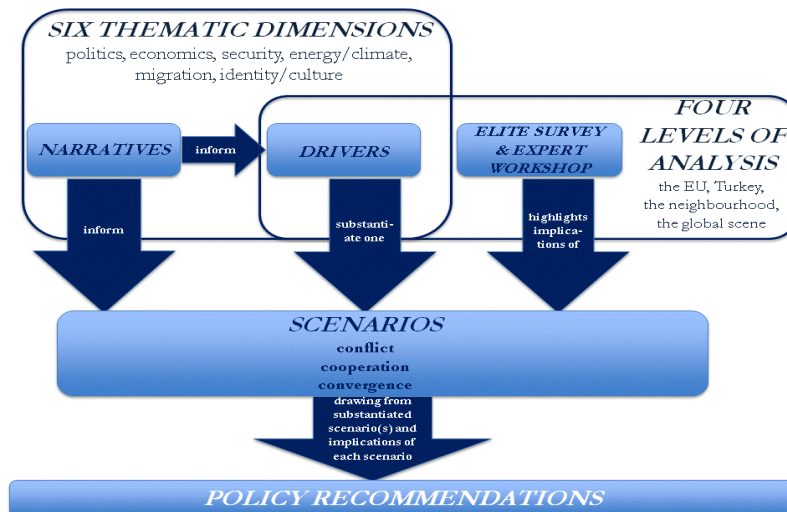 SIX THEMATIC DIMENSIONS
politics, economics, security, energy/climate,
migration, identity/culture
FOUR
LEVELS OF
ANALYSIS
the EU, Turkey,
the neighbourhood,
the global scene
NARRATIVES
inform
DRIVERS
ELITE SURVEY
& EXPERT
WORKSHOP
inform
substanti-
ate one
highlights
implica-
tions of
SCENARIOS
conflict
cooperation
convergence
drawing from
substantiated
scenario(s) and
implications of
each scenario
POLICY RECOMMENDATIONS